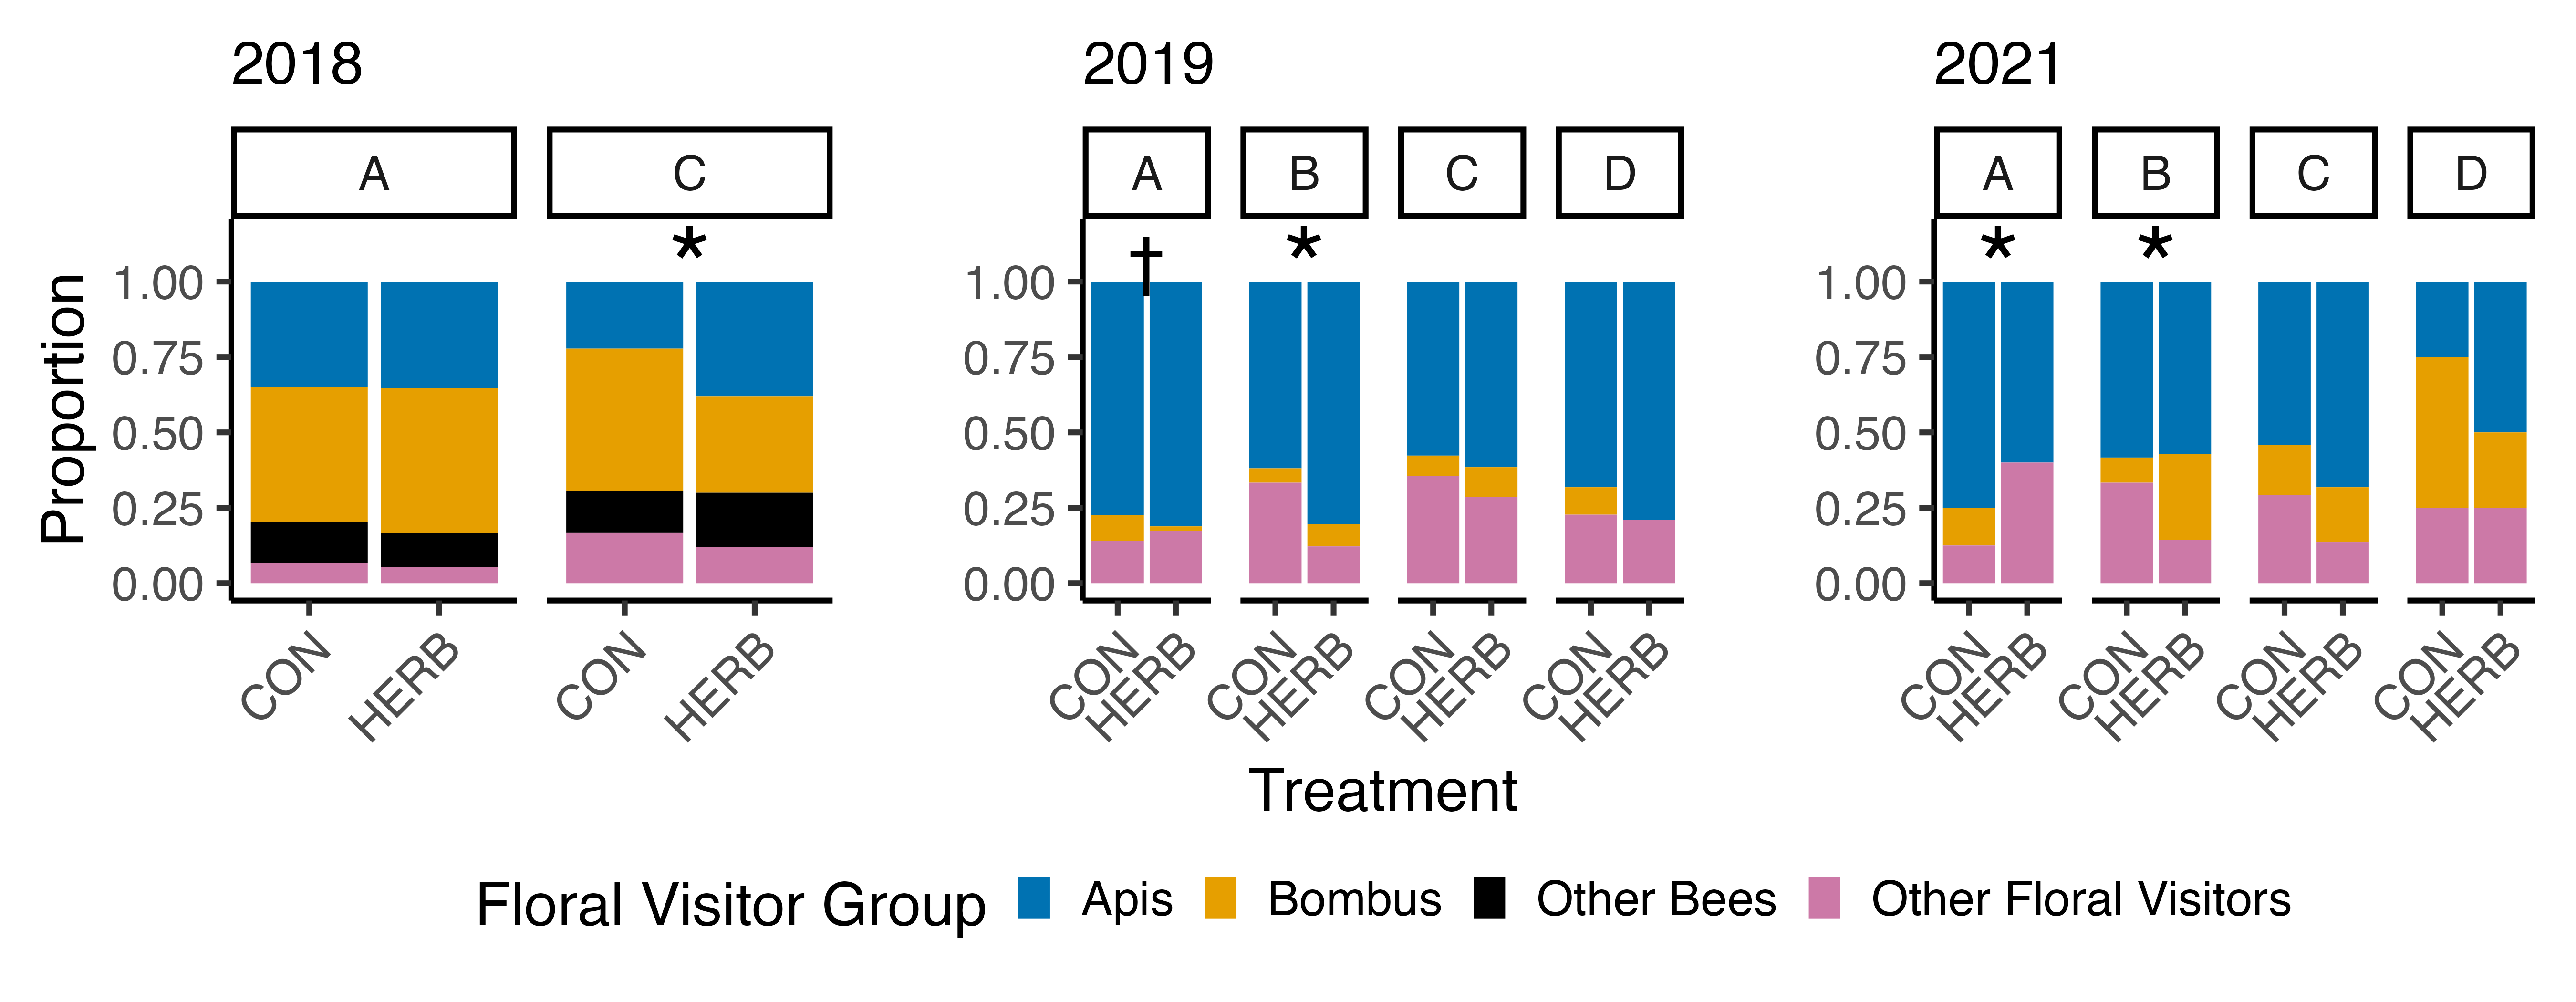 2018 2019 2021
A C A B C D A B C D
* † * * *
Proportion
1.00 1.00 1.00
0.75 0.75 0.75
0.50 0.50 0.50
0.25 0.25 0.25
0.00 0.00 0.00
CON HERB CON HERB CON HERB CON HERB CON HERB CON HERB CON HERB CON HERB CON HERB CON HERB
Treatment
Floral Visitor Group Apis Bombus Other Bees Other Floral Visitors